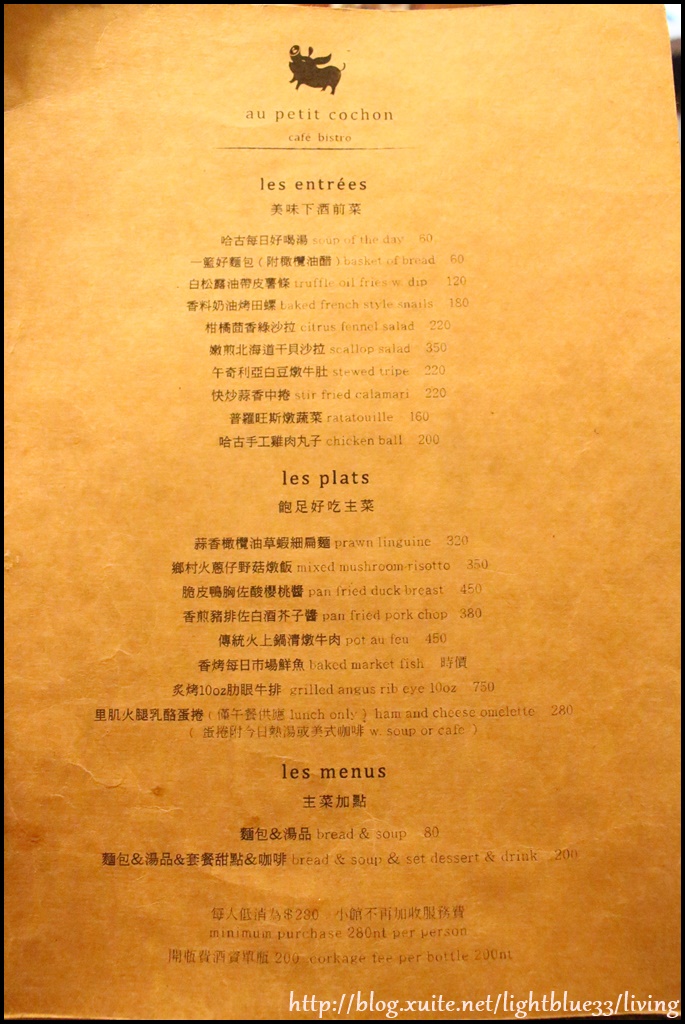 au petit cochon
café bistro
les entrées
美味下酒前菜
哈古每日好喝湯 soup of the day 60
一籃好麵包(附橄欖油醋) basket of bread 60
白松露油帶皮薯條 truffle oil fries w. dip 120
香料奶油烤田螺 baked french style snails 180
柑橘茴香綠沙拉 citrus fennel salad 220
嫩煎北海道干貝沙拉 scallop salad 350
午奇利亞白豆燉牛肚 stewed tripe 220
快炒蒜香中捲 stir fried calamari 220
普羅旺斯燉蔬菜 ratatouille 160
哈古手工雞肉丸子 chicken ball 200
les plats
飽足好吃主菜
蒜香橄欖油草蝦細扁麵 prawn linguine 320
鄉村火蔥仔野菇燉飯 mixed mushroom risotto 350
脆皮鴨胸佐酸櫻桃醬 pan fried duck breast 450
香煎豬排佐白酒芥子醬 pan fried pork chop 380
傳統火上鍋清燉牛肉 pot au feu 450
香烤每日市場鮮魚 baked market fish 時價
炙烤10oz肋眼牛排 grilled angus rib eye 10oz 750
里肌火腿乳酪蛋捲(僅午餐供應 lunch only) ham and cheese omelette 280
(蛋捲附今日熱湯或美式咖啡 w. soup or cafe)
les menus
主菜加點
麵包&湯品 bread & soup 80
麵包&湯品&套餐甜點&咖啡 bread & soup & set dessert & drink 200
每人低消為$280 小館不再加收服務費
minimum purchase 280nt per person
開瓶費酒賣單瓶 200 corkage fee per bottle 200nt
http://blog.xuite.net/lightblue33/living